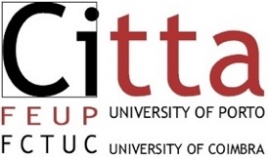 Citta
FEUP UNIVERSITY OF PORTO
FCTUC UNIVERSITY OF COIMBRA